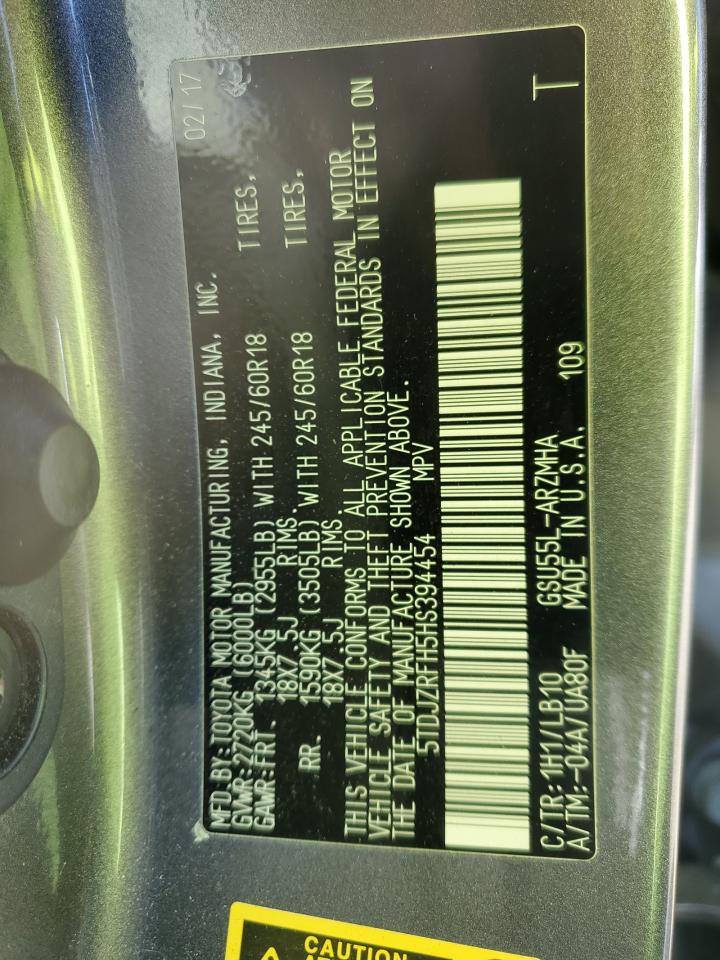 MFD.BY:TOYOTA MOTOR MANUFACTURING, INDIANA, INC. 02/17
GVWR:2720KG (6000LB)
GAWR:FRT. 1345KG (2955LB) WITH 245/60R18 TIRES,
18X7.5J RIMS,
RR. 1590KG (3505LB) WITH 245/60R18 TIRES,
18X7.5J RIMS
THIS VEHICLE CONFORMS TO ALL APPLICABLE FEDERAL MOTOR
VEHICLE SAFETY AND THEFT PREVENTION STANDARDS IN EFFECT ON
THE DATE OF MANUFACTURE SHOWN ABOVE.
5TDJZRFH5HS394454 MPV
C/TR:1H1/LB10 GSU55L-ARZMHA T
A/TM:-04A/UA80F MADE IN U.S.A. 109
CAUTION